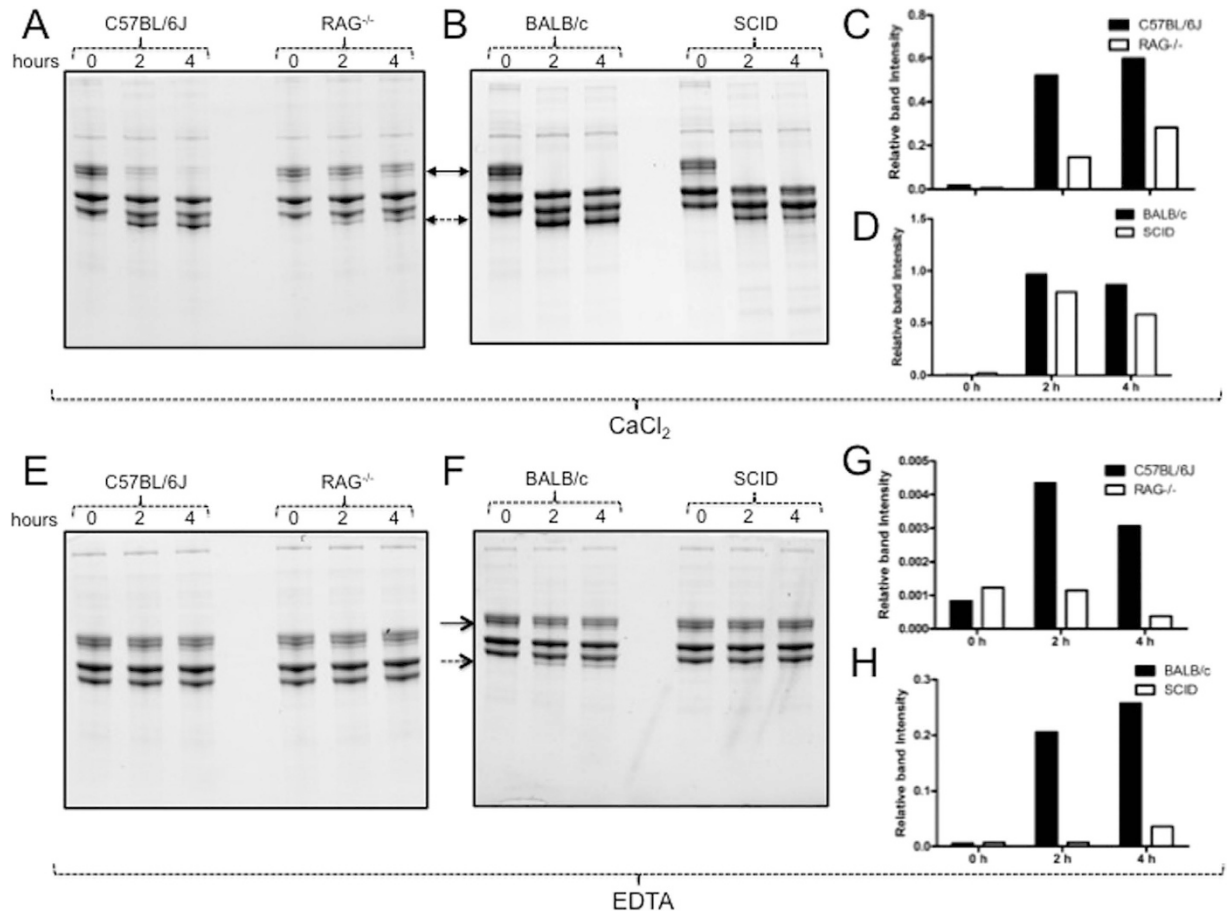 A
C57BL/6J
RAG-/-
hours
0 2 4
0 2 4
B
BALB/c
SCID
0 2 4
0 2 4
C
C57BL/6J
RAG-/-
Relative band Intensity
0.8
0.6
0.4
0.2
0.0
D
BALB/c
SCID
Relative band Intensity
1.5
1.0
0.5
0.0
0 h 2 h 4 h
CaCl₂
E
C57BL/6J
RAG-/-
hours
0 2 4
0 2 4
F
BALB/c
SCID
0 2 4
0 2 4
G
C57BL/6J
RAG-/-
Relative band Intensity
0.005
0.004
0.003
0.002
0.001
0.000
0 h 2 h 4 h
H
BALB/c
SCID
Relative band Intensity
0.3
0.2
0.1
0.0
0 h 2 h 4 h
EDTA